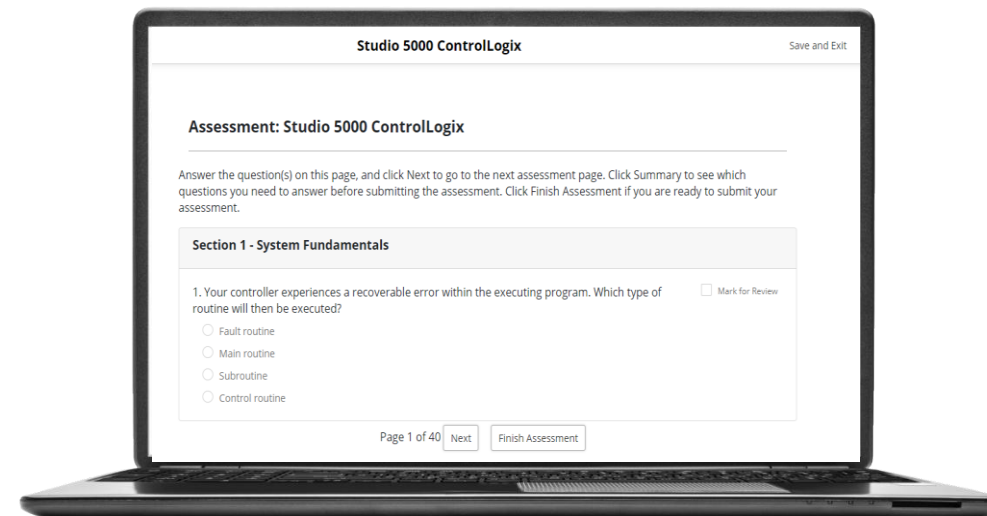 Studio 5000 ControlLogix
Save and Exit
Assessment: Studio 5000 ControlLogix
Answer the question(s) on this page, and click Next to go to the next assessment page. Click Summary to see which
questions you need to answer before submitting the assessment. Click Finish Assessment if you are ready to submit your
assessment.
Section 1 - System Fundamentals
1. Your controller experiences a recoverable error within the executing program. Which type of
routine will then be executed?
Mark for Review
Fault routine
Main routine
Subroutine
Control routine
Page 1 of 40
Next
Finish Assessment